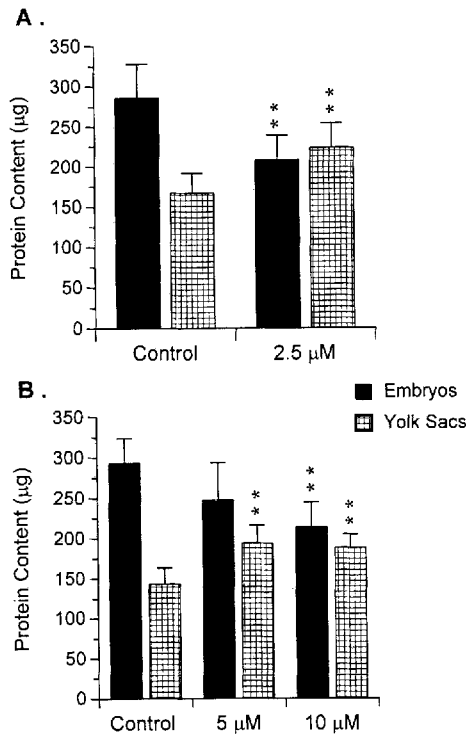 A .
Protein Content (µg)
350
300
250
200
150
100
50
0
** **
Control 2.5 µM
Embryos
Yolk Sacs
B .
Protein Content (µg)
350
300
250
200
150
100
50
0
** ** **
Control 5 µM 10 µM